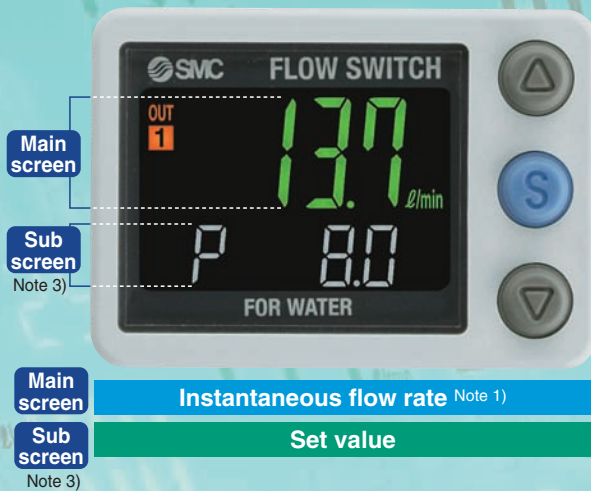 SMC FLOW SWITCH
OUT
1
13.7
ℓ/min
Main
screen
Sub
screen
Note 3)
P 8.0
S
FOR WATER
Main
screen
Instantaneous flow rate Note 1)
Sub
screen
Set value
Note 3)